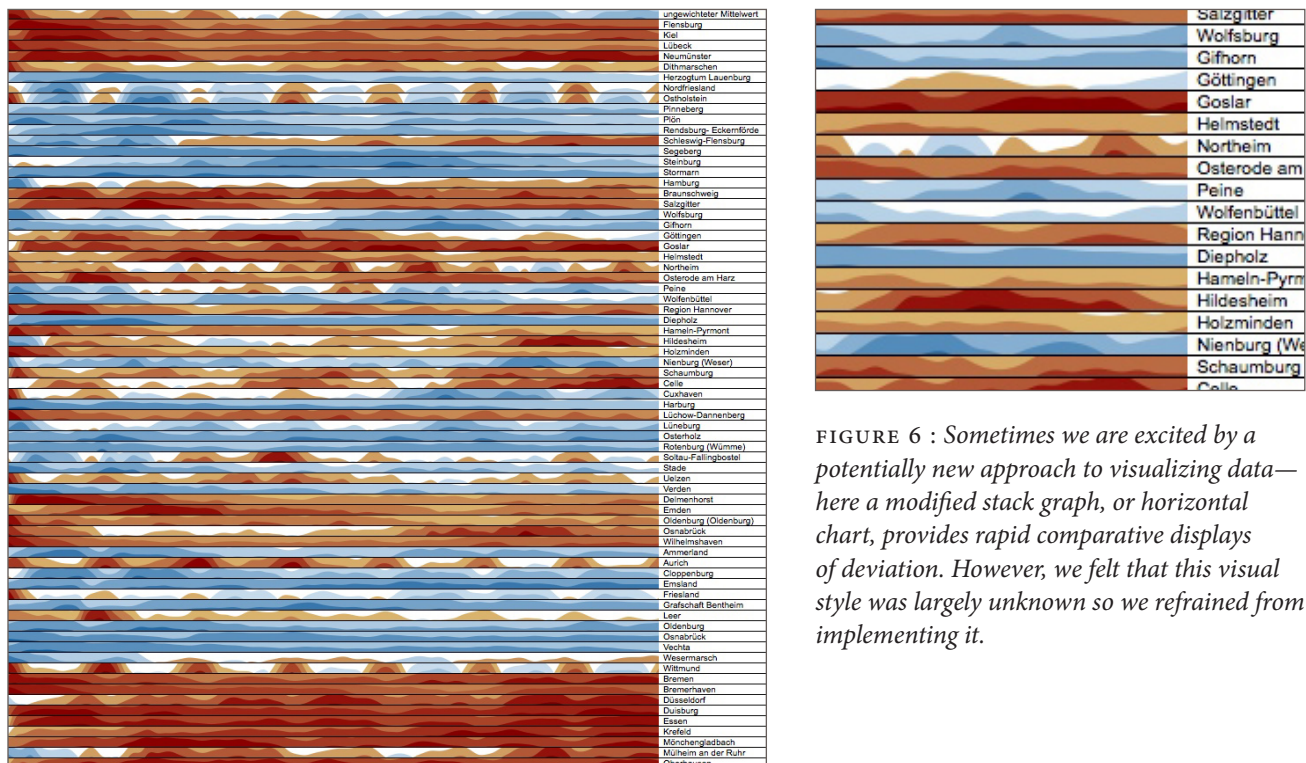 ungewichteter Mittelwert
Flensburg
Kiel
Lübeck
Neumünster
Dithmarschen
Herzogtum Lauenburg
Nordfriesland
Ostholstein
Pinneberg
Plön
Rendsburg- Eckernförde
Schleswig-Flensburg
Segeberg
Steinburg
Stormarn
Hamburg
Braunschweig
Salzgitter
Wolfsburg
Gifhorn
Göttingen
Goslar
Helmstedt
Northeim
Osterode am Harz
Peine
Wolfenbüttel
Region Hannover
Diepholz
Hameln-Pyrmont
Hildesheim
Holzminden
Nienburg (Weser)
Schaumburg
Celle
Cuxhaven
Harburg
Lüchow-Dannenberg
Lüneburg
Osterholz
Rotenburg (Wümme)
Soltau-Fallingbostel
Stade
Uelzen
Verden
Delmenhorst
Emden
Oldenburg (Oldenburg)
Osnabrück
Wilhelmshaven
Ammerland
Aurich
Cloppenburg
Emsland
Friesland
Grafschaft Bentheim
Leer
Oldenburg
Osnabrück
Vechta
Wesermarsch
Wittmund
Bremen
Bremerhaven
Düsseldorf
Duisburg
Essen
Krefeld
Mönchengladbach
Mülheim an der Ruhr
Oberhausen
Salzgitter
Wolfsburg
Gifhorn
Göttingen
Goslar
Helmstedt
Northeim
Osterode am
Peine
Wolfenbüttel
Region Hann
Diepholz
Hameln-Pyrm
Hildesheim
Holzminden
Nienburg (We
Schaumburg
Celle
FIGURE 6 : Sometimes we are excited by a
potentially new approach to visualizing data—
here a modified stack graph, or horizontal
chart, provides rapid comparative displays
of deviation. However, we felt that this visual
style was largely unknown so we refrained from
implementing it.